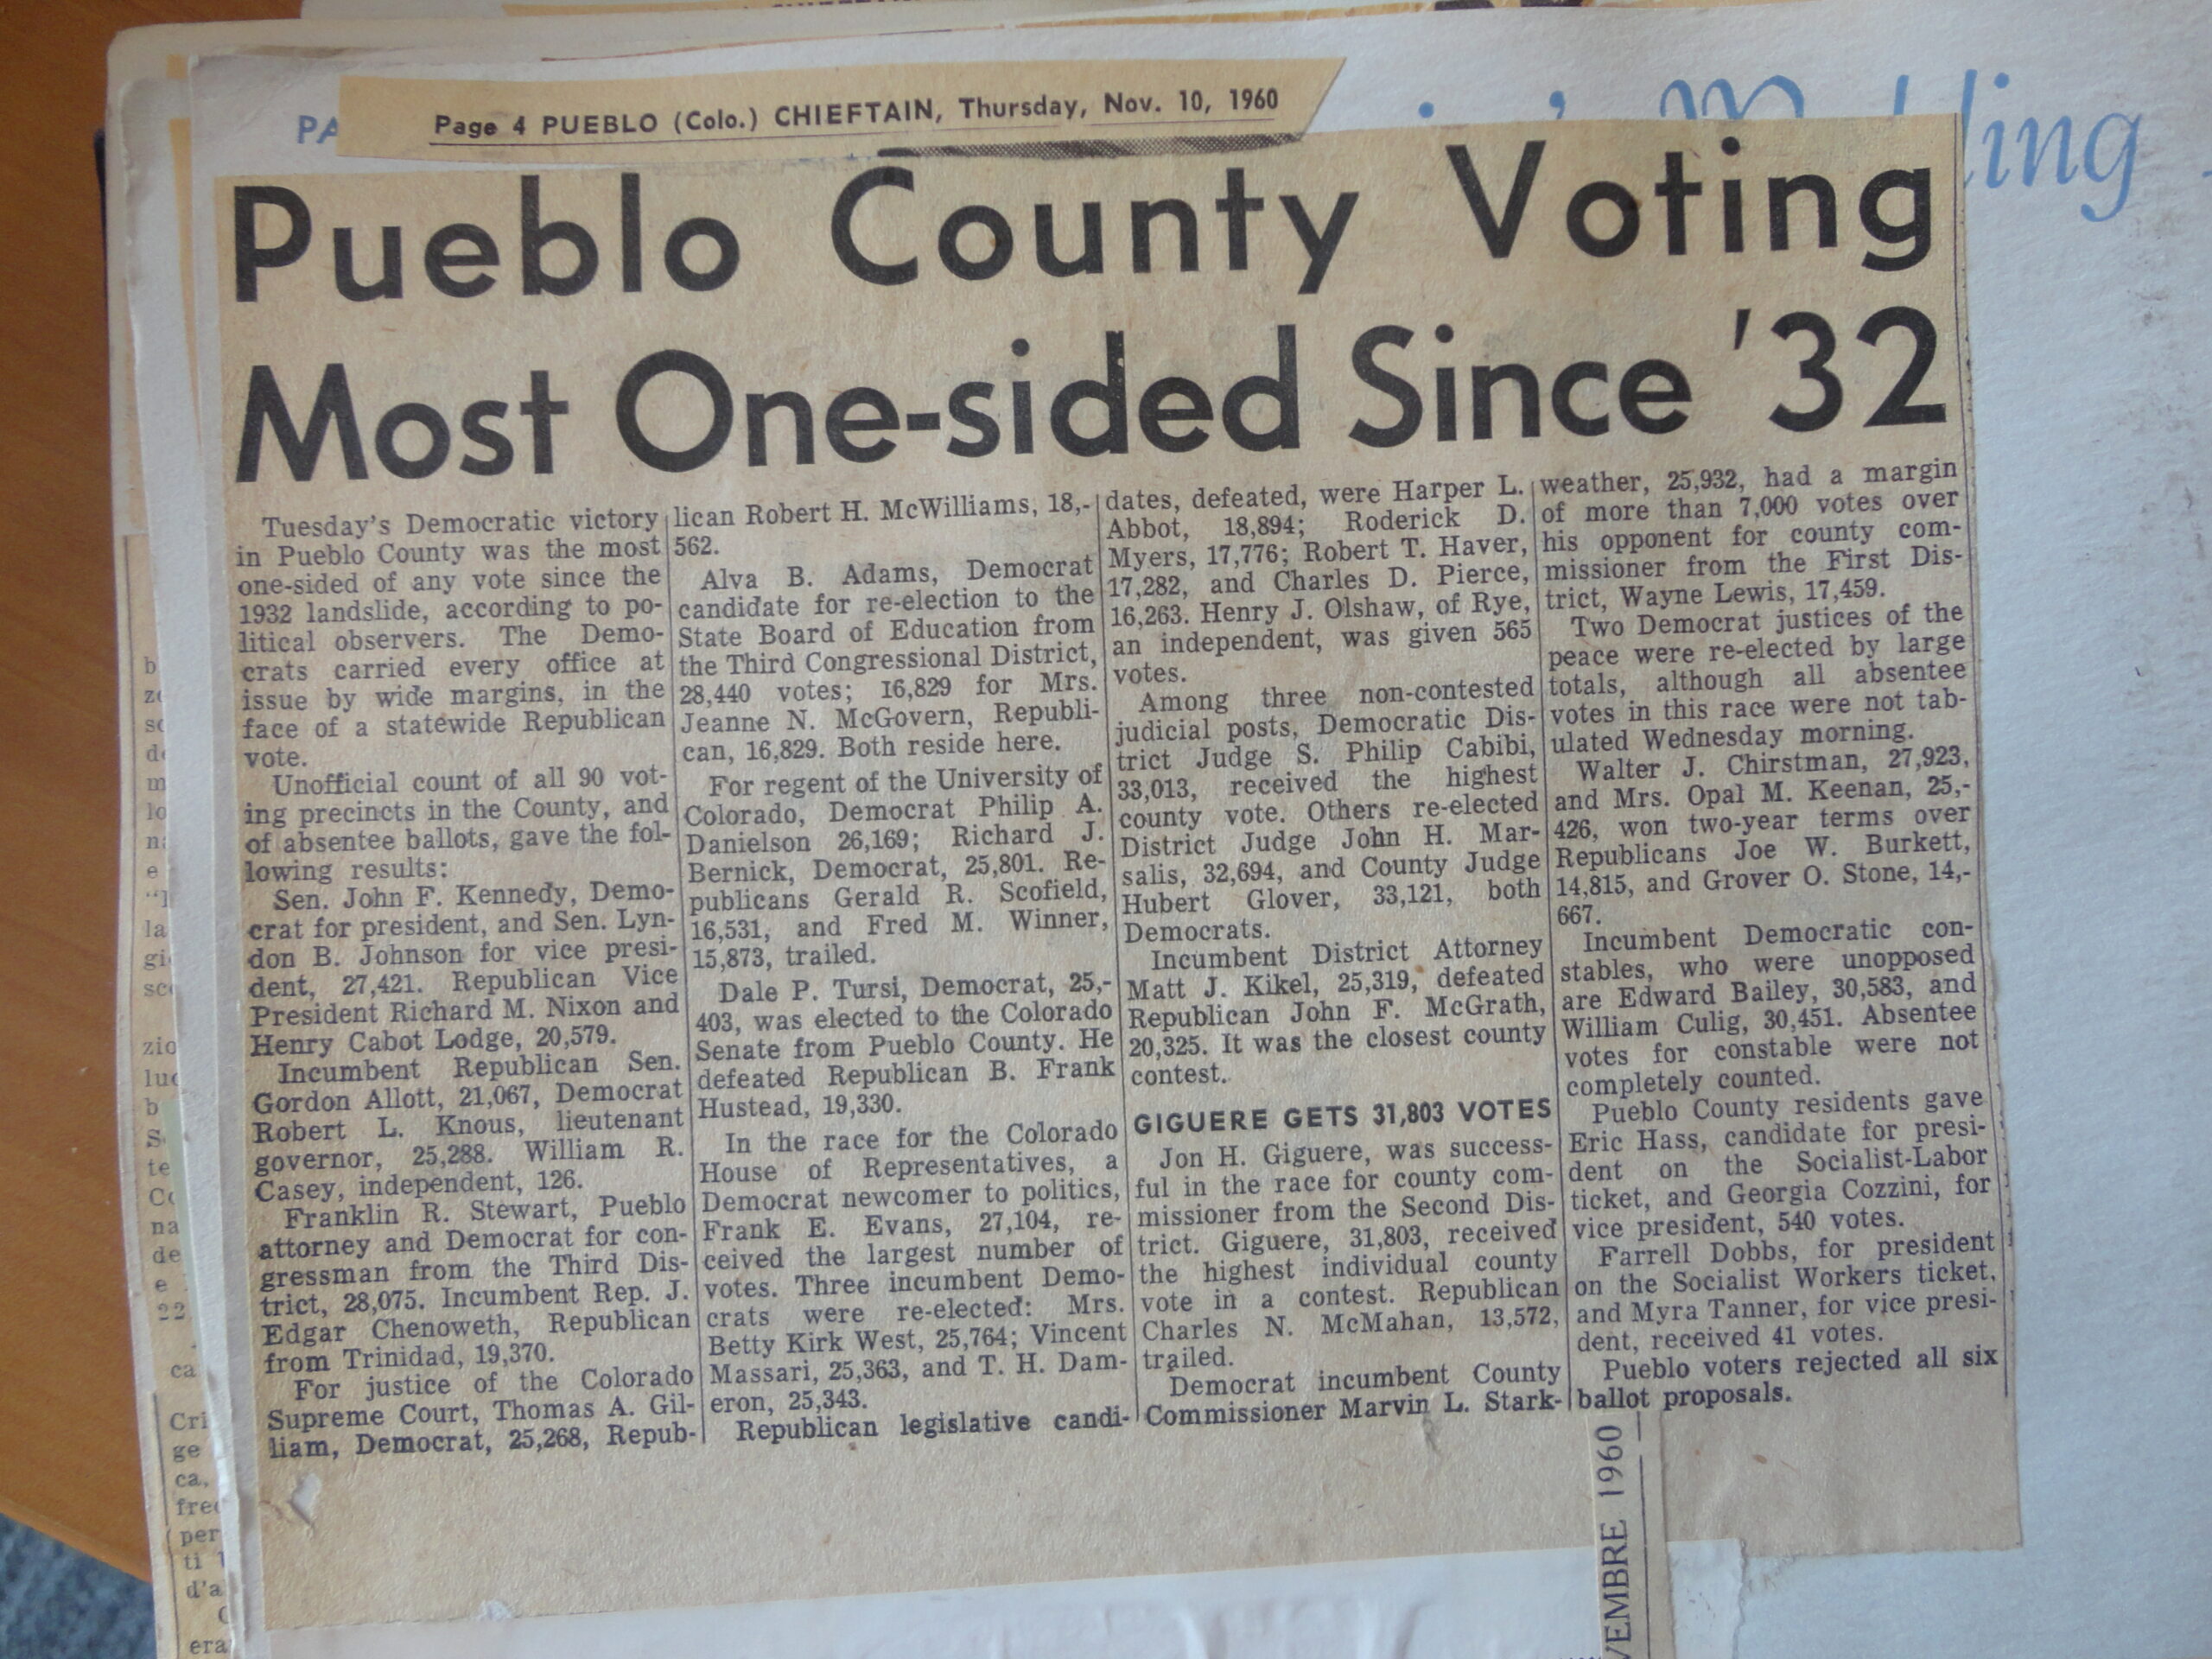 PA
Page 4 PUEBLO (Colo.) CHIEFTAIN, Thursday, Nov. 10, 1960
ling
Pueblo County Voting
Most One-sided Since '32
Tuesday's Democratic victory
in Pueblo County was the most
one-sided of any vote since the
1932 landslide, according to po-
litical observers. The Demo-
crats carried every office at
issue by wide margins, in the
face of a statewide Republican
vote.
Unofficial count of all 90 vot-
ing precincts in the County, and
of absentee ballots, gave the fol-
lowing results:
Sen. John F. Kennedy, Demo-
crat for president, and Sen. Lyn-
don B. Johnson for vice presi-
dent, 27,421. Republican Vice
President Richard M. Nixon and
Henry Cabot Lodge, 20,579.
Incumbent Republican Sen.
Gordon Allott, 21,067, Democrat
Robert L. Knous, lieutenant
governor, 25,288. William R.
Casey, independent, 126.
Franklin R. Stewart, Pueblo
attorney and Democrat for con-
gressman from the Third Dis-
trict, 28,075. Incumbent Rep. J.
Edgar Chenoweth, Republican
from Trinidad, 19,370.
For justice of the Colorado
Supreme Court, Thomas A. Gil-
liam, Democrat, 25,268, Repub-
lican Robert H. McWilliams, 18,-
562.
Alva B. Adams, Democrat
candidate for re-election to the
State Board of Education from
the Third Congressional District,
28,440 votes; 16,829 for Mrs.
Jeanne N. McGovern, Republi-
can, 16,829. Both reside here.
For regent of the University of
Colorado, Democrat Philip A.
Danielson 26,169; Richard J.
Bernick, Democrat, 25,801. Re-
publicans Gerald R. Scofield,
16,531, and Fred M. Winner,
15,873, trailed.
Dale P. Tursi, Democrat, 25,-
403, was elected to the Colorado
Senate from Pueblo County. He
defeated Republican B. Frank
Hustead, 19,330.
In the race for the Colorado
House of Representatives, a
Democrat newcomer to politics,
Frank E. Evans, 27,104, re-
ceived the largest number of
votes. Three incumbent Demo-
crats were re-elected: Mrs.
Betty Kirk West, 25,764; Vincent
Massari, 25,363, and T. H. Dam-
eron, 25,343.
Republican legislative candi-
dates, defeated, were Harper L.
Abbot, 18,894; Roderick D.
Myers, 17,776; Robert T. Haver,
17,282, and Charles D. Pierce,
16,263. Henry J. Olshaw, of Rye,
an independent, was given 565
votes.
Among three non-contested
judicial posts, Democratic Dis-
trict Judge S. Philip Cabibi,
33,013, received the highest
county vote. Others re-elected
District Judge John H. Mar-
salis, 32,694, and County Judge
Hubert Glover, 33,121, both
Democrats.
Incumbent District Attorney
Matt J. Kikel, 25,319, defeated
Republican John F. McGrath,
20,325. It was the closest county
contest.
GIGUERE GETS 31,803 VOTES
Jon H. Giguere, was success-
ful in the race for county com-
missioner from the Second Dis-
trict. Giguere, 31,803, received
the highest individual county
vote in a contest. Republican
Charles N. McMahan, 13,572,
trailed.
Democrat incumbent County
Commissioner Marvin L. Stark-
weather, 25,932, had a margin
of more than 7,000 votes over
his opponent for county com-
missioner from the First Dis-
trict, Wayne Lewis, 17,459.
Two Democrat justices of the
peace were re-elected by large
totals, although all absentee
votes in this race were not tab-
ulated Wednesday morning.
Walter J. Chirstman, 27,923,
and Mrs. Opal M. Keenan, 25,-
426, won two-year terms over
Republicans Joe W. Burkett,
14,815, and Grover O. Stone, 14,-
667.
Incumbent Democratic con-
stables, who were unopposed
are Edward Bailey, 30,583, and
William Culig, 30,451. Absentee
votes for constable were not
completely counted.
Pueblo County residents gave
Eric Hass, candidate for presi-
dent on the Socialist-Labor
ticket, and Georgia Cozzini, for
vice president, 540 votes.
Farrell Dobbs, for president
on the Socialist Workers ticket,
and Myra Tanner, for vice presi-
dent, received 41 votes.
Pueblo voters rejected all six
ballot proposals.
VEMBRE 1960